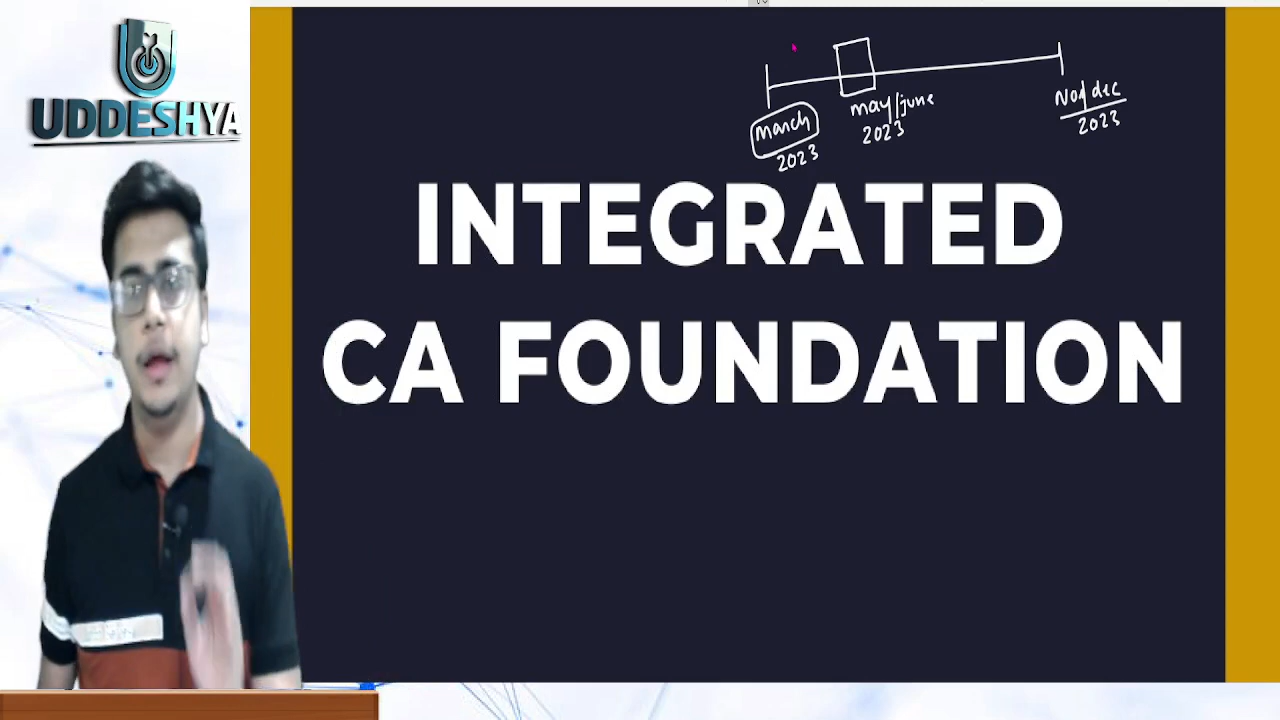 UDDESHYA
march
2023
may/june
2023
Nov/dec
2023
INTEGRATED
CA FOUNDATION